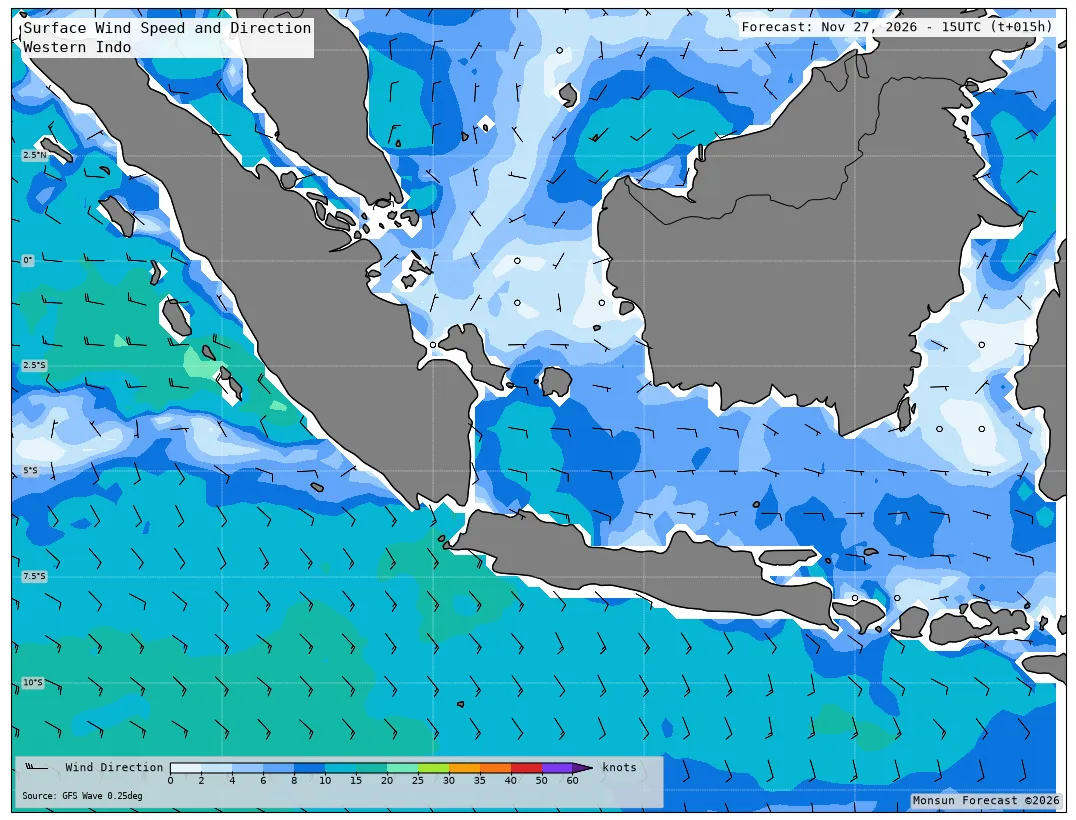 Surface Wind Speed and Direction
Western Indo
Forecast: Nov 27, 2026 - 15UTC (t+015h)
2.5°N
0°
2.5°S
5°S
7.5°S
10°S
Wind Direction
0 2 4 6 8 10 15 20 25 30 35 40 50 60
knots
Source: GFS Wave 0.25deg
Monsun Forecast ©2026